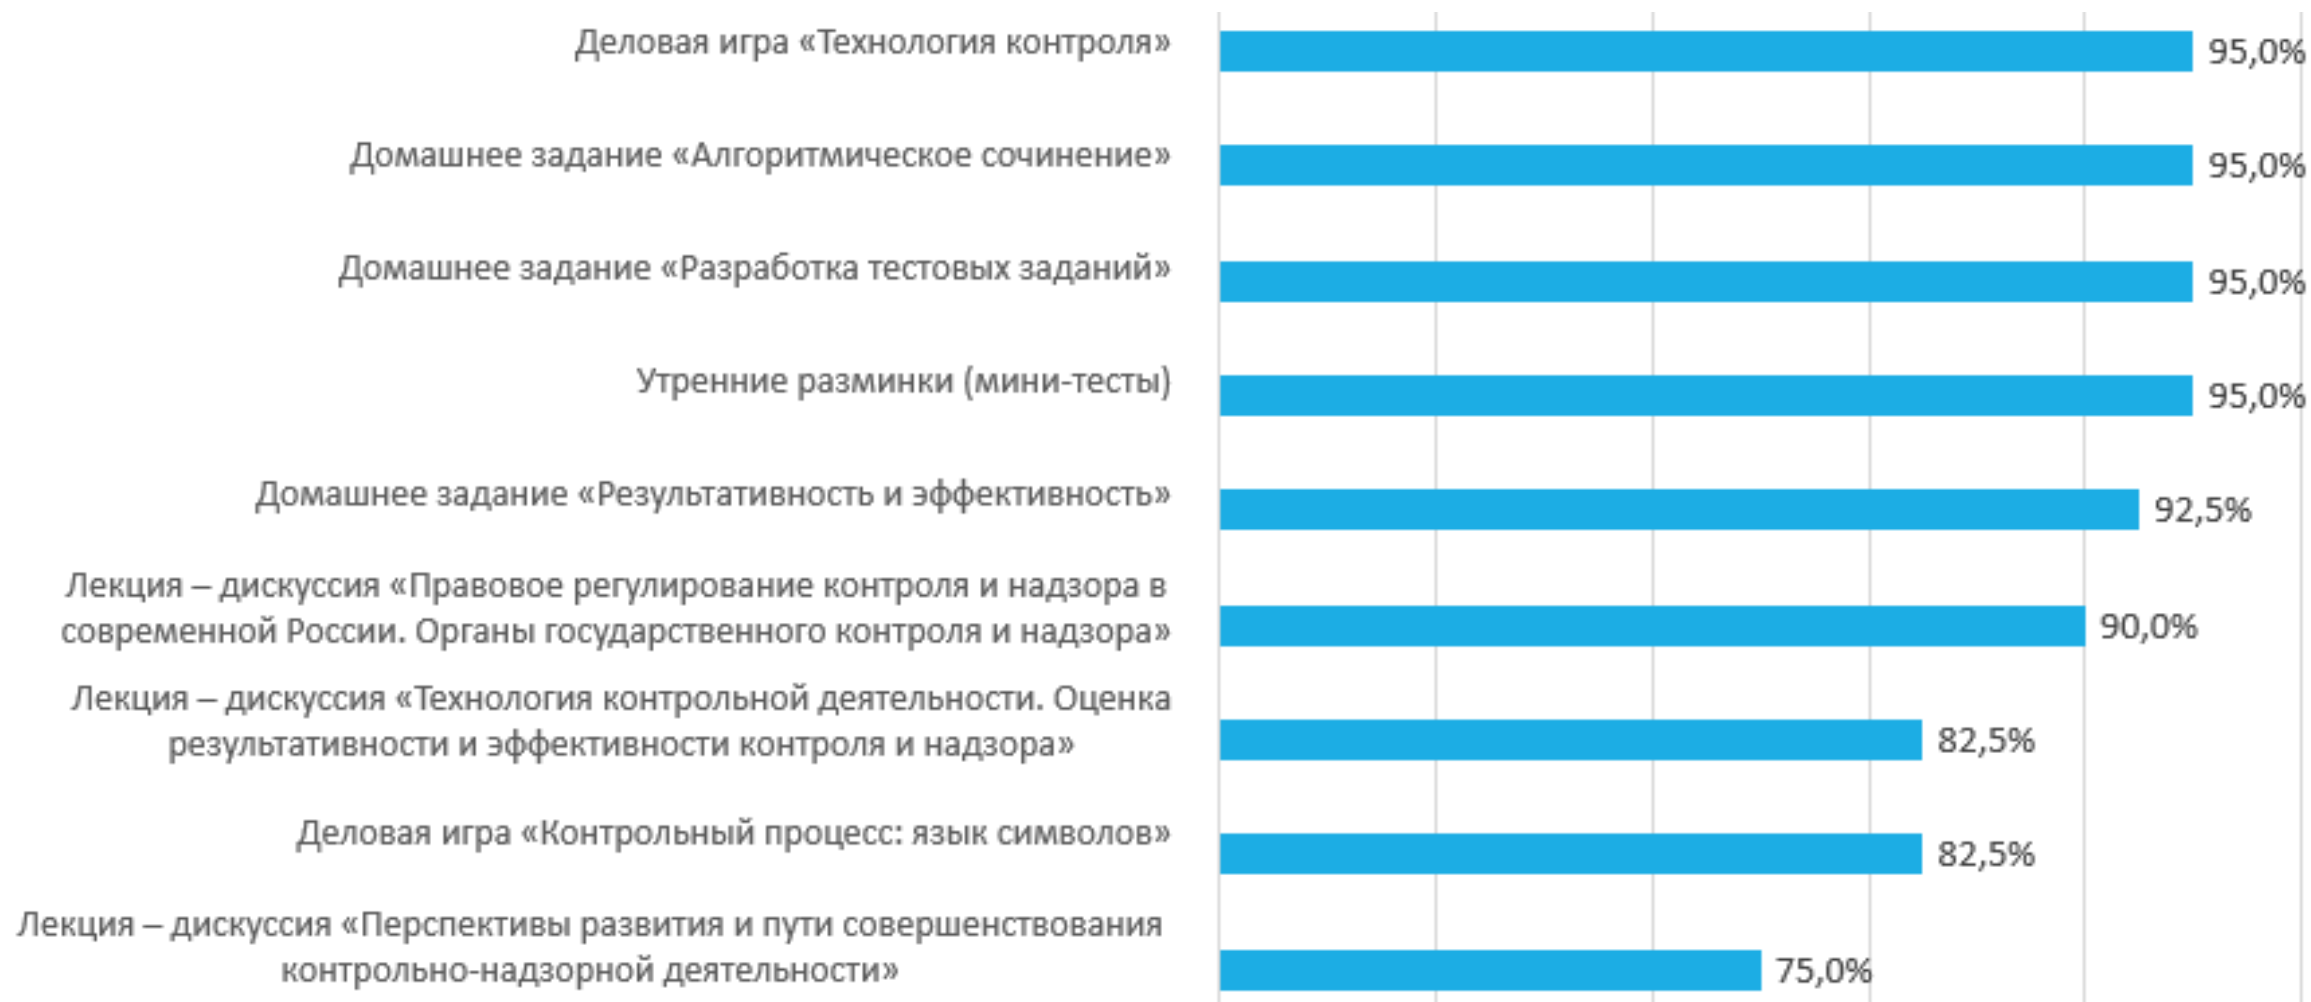 Деловая игра «Технология контроля» 95,0%
Домашнее задание «Алгоритмическое сочинение» 95,0%
Домашнее задание «Разработка тестовых заданий» 95,0%
Утренние разминки (мини-тесты) 95,0%
Домашнее задание «Результативность и эффективность» 92,5%
Лекция – дискуссия «Правовое регулирование контроля и надзора в
современной России. Органы государственного контроля и надзора» 90,0%
Лекция – дискуссия «Технология контрольной деятельности. Оценка
результативности и эффективности контроля и надзора» 82,5%
Деловая игра «Контрольный процесс: язык символов» 82,5%
Лекция – дискуссия «Перспективы развития и пути совершенствования
контрольно-надзорной деятельности» 75,0%